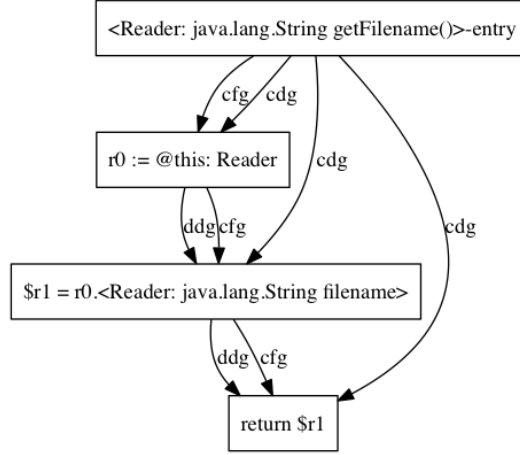 <Reader: java.lang.String getFilename()>-entry
cfg
cdg
r0 := @this: Reader
cdg
cdg
ddg
cfg
$r1 = r0.<Reader: java.lang.String filename>
ddg
cfg
return $r1